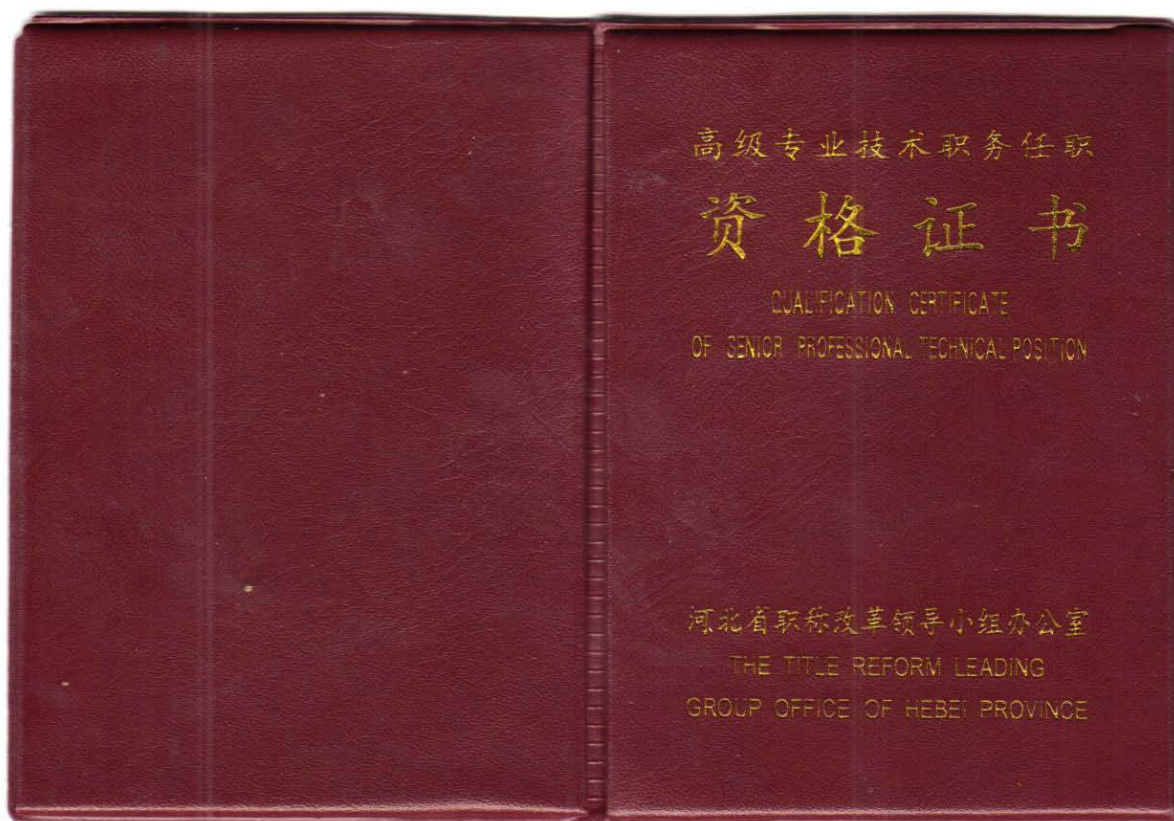 高级专业技术职务任职
资格证书
QUALIFICATION CERTIFICATE
OF SENIOR PROFESSIONAL TECHNICAL POSITION
河北省职称改革领导小组办公室
THE TITLE REFORM LEADING
GROUP OFFICE OF HEBEI PROVINCE